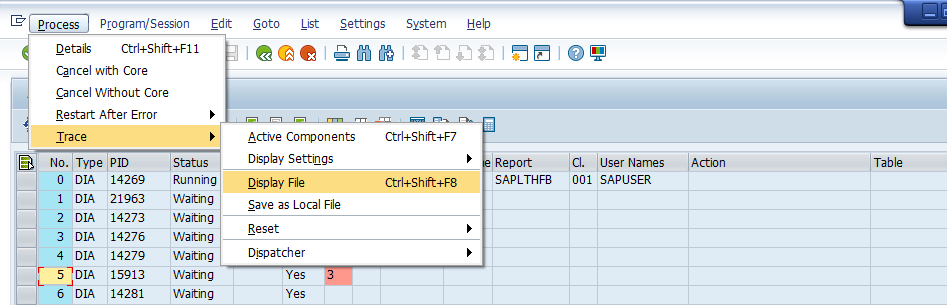 Process Program/Session Edit Goto List Settings System Help
Details Ctrl+Shift+F11
Cancel with Core
Cancel Without Core
Restart After Error
Trace
Active Components Ctrl+Shift+F7
Display Settings
Display File Ctrl+Shift+F8
Save as Local File
Reset
Dispatcher
No. Type PID Status Report Cl. User Names Action Table
0 DIA 14269 Running SAPLTHFB 001 SAPUSER
1 DIA 21963 Waiting
2 DIA 14273 Waiting
3 DIA 14276 Waiting
4 DIA 14279 Waiting
5 DIA 15913 Waiting Yes 3
6 DIA 14281 Waiting Yes